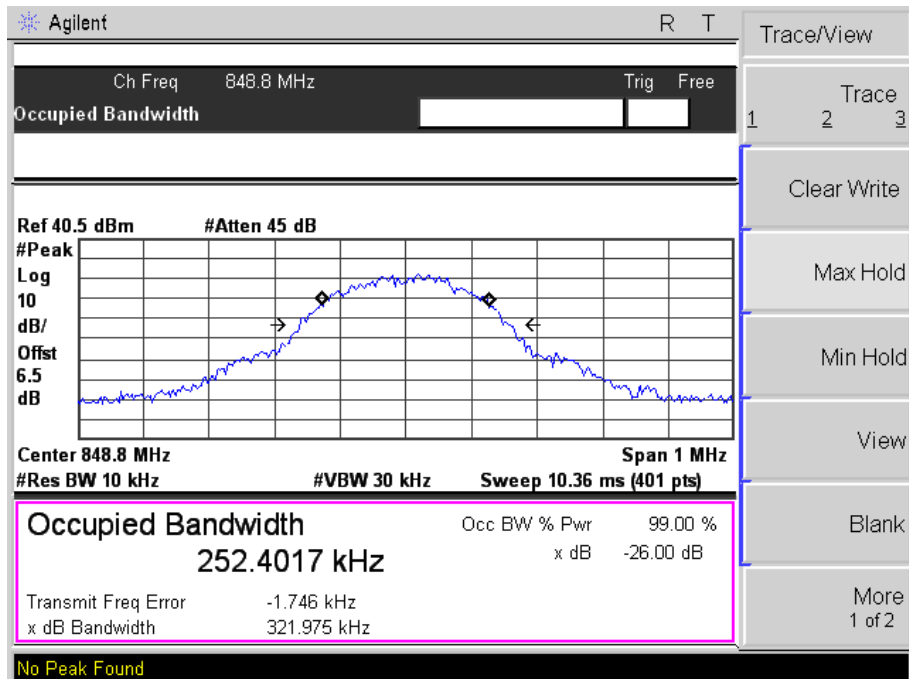 Agilent R T
Trace/View
Ch Freq 848.8 MHz Trig Free
Occupied Bandwidth
Trace
1 2 3
Clear Write
Ref 40.5 dBm #Atten 45 dB
#Peak
Log
10
dB/
Offst
6.5
dB
Max Hold
Min Hold
Center 848.8 MHz Span 1 MHz
#Res BW 10 kHz #VBW 30 kHz Sweep 10.36 ms (401 pts)
View
Occupied Bandwidth
252.4017 kHz
Occ BW % Pwr 99.00 %
x dB -26.00 dB
Transmit Freq Error -1.746 kHz
x dB Bandwidth 321.975 kHz
Blank
More
1 of 2
No Peak Found